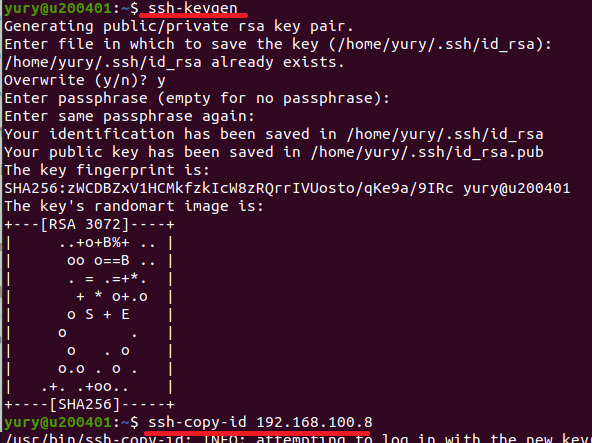 yury@u200401:~$ ssh-keygen
Generating public/private rsa key pair.
Enter file in which to save the key (/home/yury/.ssh/id_rsa):
/home/yury/.ssh/id_rsa already exists.
Overwrite (y/n)? y
Enter passphrase (empty for no passphrase):
Enter same passphrase again:
Your identification has been saved in /home/yury/.ssh/id_rsa
Your public key has been saved in /home/yury/.ssh/id_rsa.pub
The key fingerprint is:
SHA256:zWCDBZxV1HCMkfzkIcW8zRQrrIVUosto/qKe9a/9IRc yury@u200401
The key's randomart image is:
+---[RSA 3072]----+
|      ..+o+B%+ .. |
|       oo o==B .. |
|       . = .=+*.  |
|        + * o+.o  |
|       o S + E    |
|      o        .  |
|       o   . o    |
|      o.o . o .   |
|    .+. .+oo..    |
+----[SHA256]-----+
yury@u200401:~$ ssh-copy-id 192.168.100.8
/usr/bin/ssh-copy-id: INFO: attempting to log in with the new key